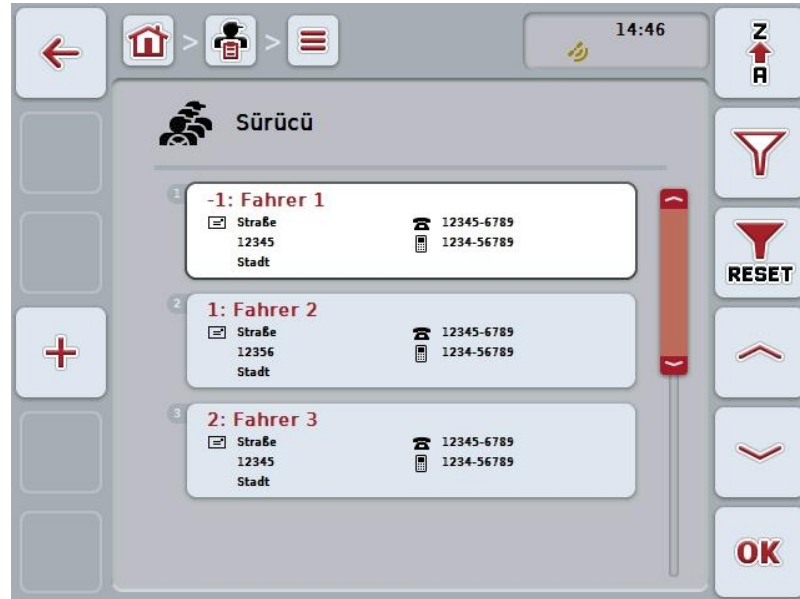 14:46
Z
A
Sürücü
1
-1: Fahrer 1
Straße
12345
Stadt
12345-6789
1234-56789
RESET
2
1: Fahrer 2
Straße
12356
Stadt
12345-6789
1234-56789
3
2: Fahrer 3
Straße
12345
Stadt
12345-6789
1234-56789
OK